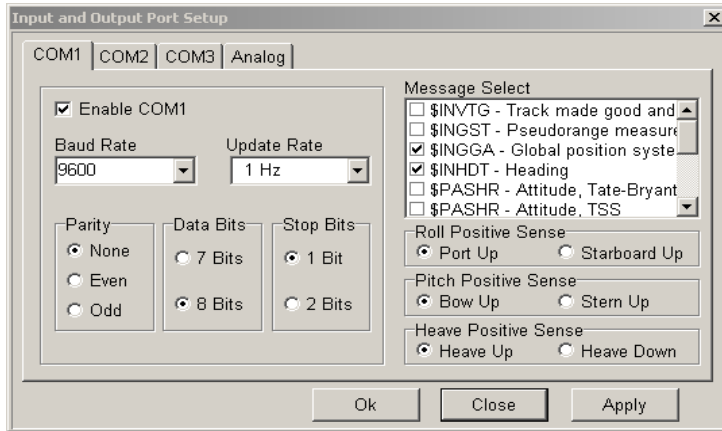 Input and Output Port Setup
COM1 COM2 COM3 Analog
Enable COM1
Baud Rate Update Rate
9600 1 Hz
Parity Data Bits Stop Bits
None 7 Bits 1 Bit
Even
Odd 8 Bits 2 Bits
Message Select
$INVTG - Track made good and
$INGST - Pseudorange measure
$INGGA - Global position syste
$INHDT - Heading
$PASHR - Attitude, Tate-Bryant
$PASHR - Attitude, TSS
Roll Positive Sense
Port Up Starboard Up
Pitch Positive Sense
Bow Up Stern Up
Heave Positive Sense
Heave Up Heave Down
Ok Close Apply